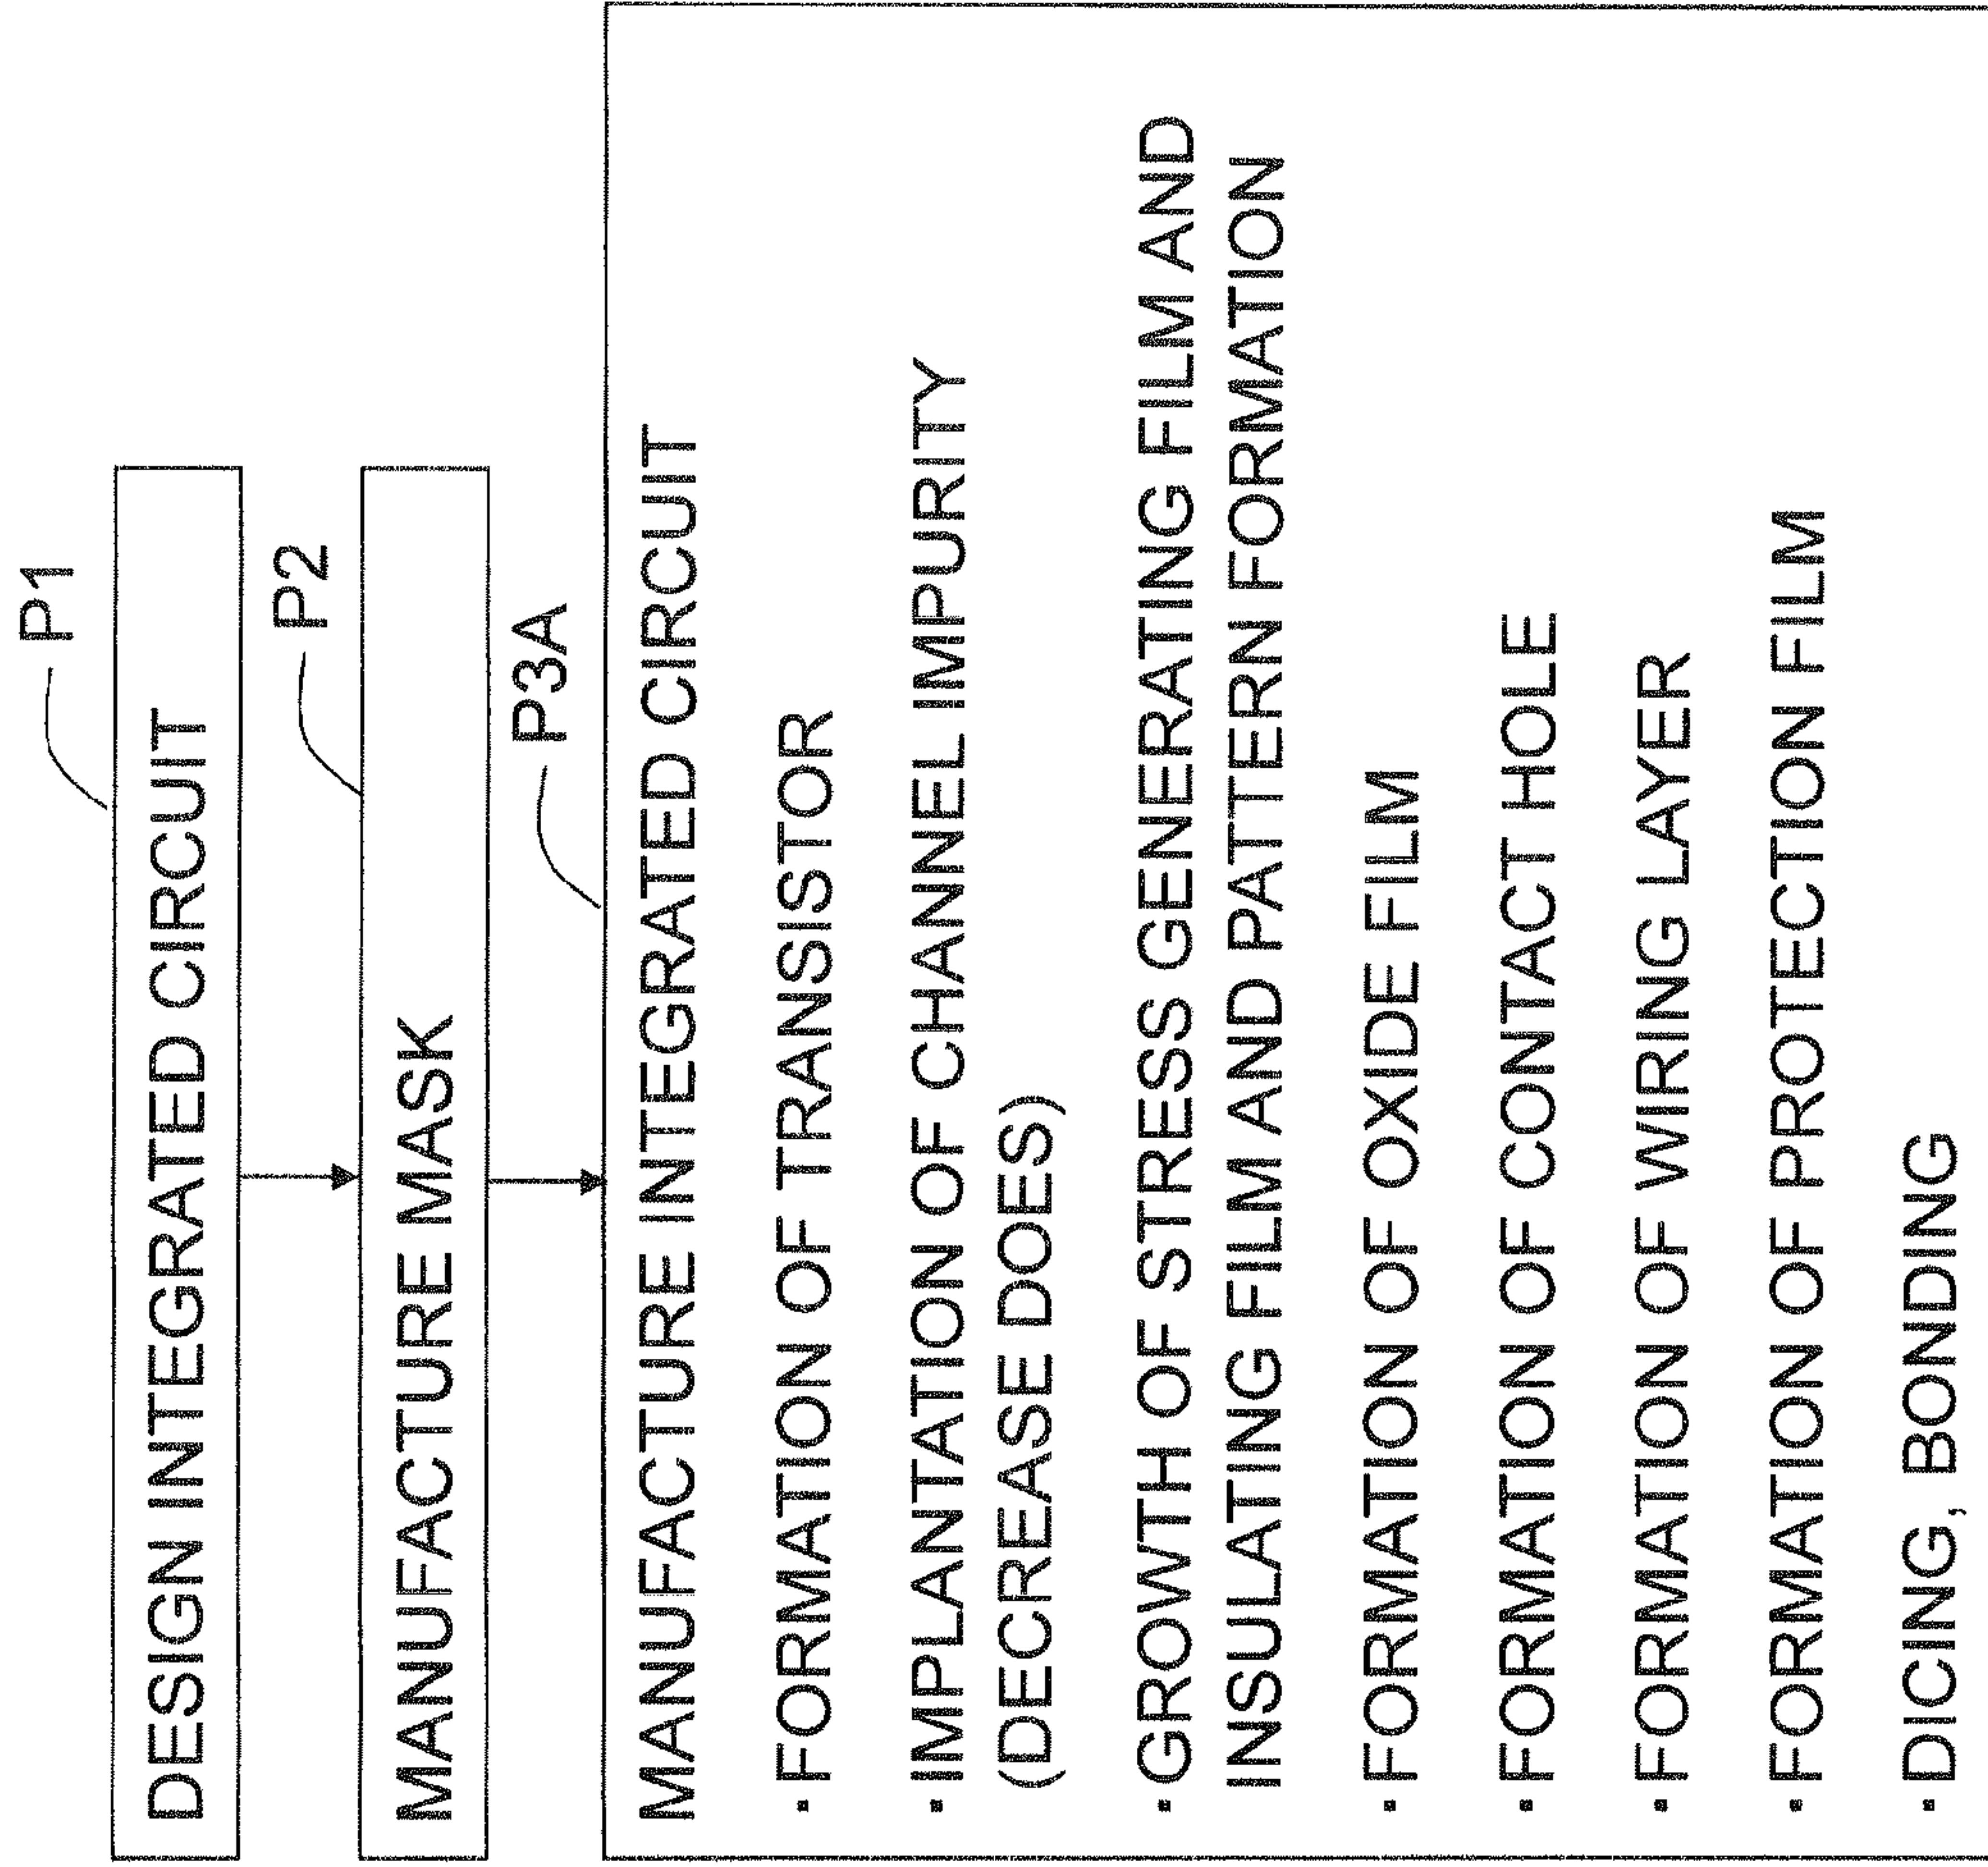 P1
DESIGN INTEGRATED CIRCUIT
P2
MANUFACTURE MASK
P3A
MANUFACTURE INTEGRATED CIRCUIT
· FORMATION OF TRANSISTOR
· IMPLANTATION OF CHANNEL IMPURITY
(DECREASE DOES)
· GROWTH OF STRESS GENERATING FILM AND
INSULATING FILM AND PATTERN FORMATION
· FORMATION OF OXIDE FILM
· FORMATION OF CONTACT HOLE
· FORMATION OF WIRING LAYER
· FORMATION OF PROTECTION FILM
· DICING, BONDING